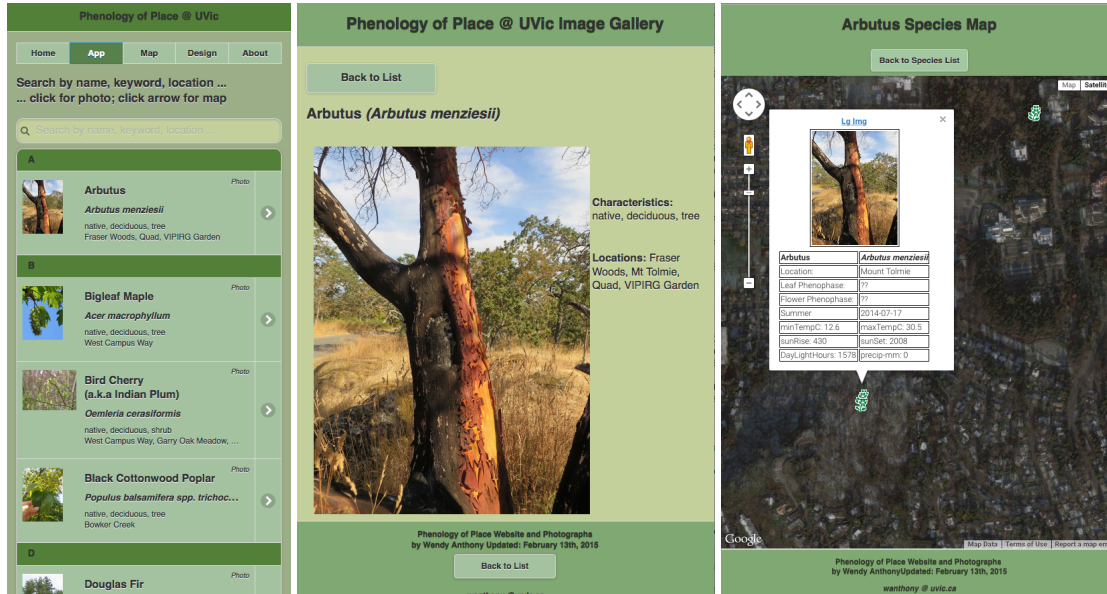 Phenology of Place @ UVic
Home
App
Map
Design
About
Search by name, keyword, location ...
... click for photo; click arrow for map
Search by name, keyword, location ...
A
Photo
Arbutus
Arbutus menziesii
native, deciduous, tree
Fraser Woods, Quad, VIPIRG Garden
B
Photo
Bigleaf Maple
Acer macrophyllum
native, deciduous, tree
West Campus Way
Photo
Bird Cherry
(a.k.a Indian Plum)
Oemleria cerasiformis
native, deciduous, shrub
West Campus Way, Garry Oak Meadow, ...
Photo
Black Cottonwood Poplar
Populus balsamifera spp. trichoc...
native, deciduous, tree
Bowker Creek
D
Photo
Douglas Fir
Phenology of Place @ UVic Image Gallery
Back to List
Arbutus (Arbutus menziesii)
Characteristics:
native, deciduous, tree
Locations: Fraser
Woods, Mt Tolmie,
Quad, VIPIRG Garden
Phenology of Place Website and Photographs
by Wendy Anthony Updated: February 13th, 2015
Back to List
Arbutus Species Map
Back to Species List
Map
Satellit
Lg Img
Arbutus Arbutus menziesii
Location: Mount Tolmie
Leaf Phenophase: ??
Flower Phenophase: ??
Summer 2014-07-17
minTempC: 12.6 maxTempC: 30.5
sunRise: 430 sunSet: 2008
DayLightHours: 1578 precip-mm: 0
Google
Map Data
Terms of Use
Report a map err
Phenology of Place Website and Photographs
by Wendy AnthonyUpdated: February 13th, 2015
wanthony @ uvic.ca